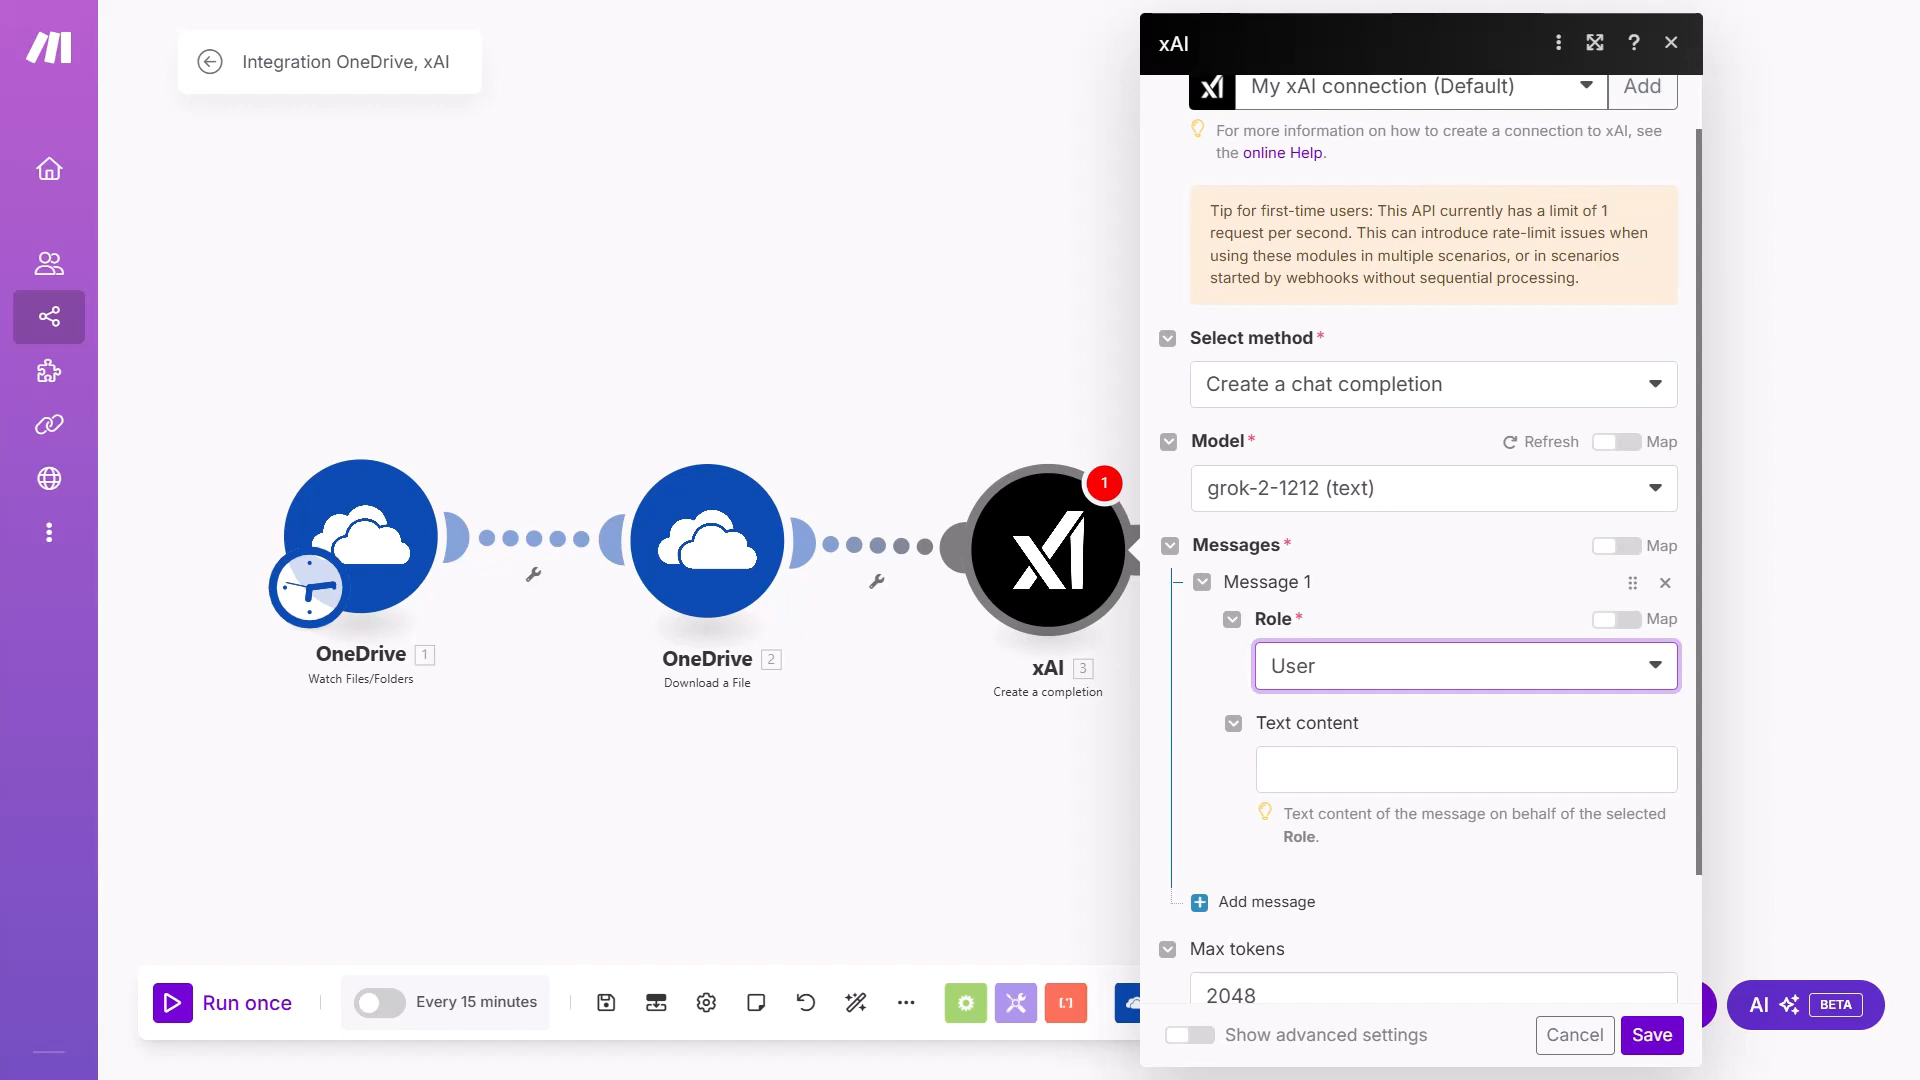 Integration OneDrive, xAI
xAI
My xAI connection (Default)
Add
For more information on how to create a connection to xAI, see
the online Help.
Tip for first-time users: This API currently has a limit of 1
request per second. This can introduce rate-limit issues when
using these modules in multiple scenarios, or in scenarios
started by webhooks without sequential processing.
Select method*
Create a chat completion
Model*
Refresh
Map
grok-2-1212 (text)
Messages*
Map
Message 1
Role*
Map
User
Text content
Text content of the message on behalf of the selected
Role.
Add message
Max tokens
2048
Show advanced settings
Cancel
Save
1
OneDrive 1
Watch Files/Folders
OneDrive 2
Download a File
xAI 3
Create a completion
Run once
Every 15 minutes
AI
BETA